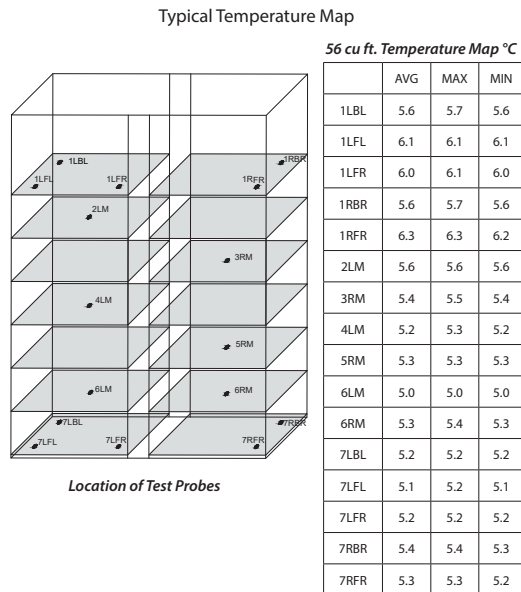 Typical Temperature Map
56 cu ft. Temperature Map °C
1LBL
1RBR
1LFL
1LFR
1RFR
2LM
3RM
4LM
5RM
6LM
6RM
7LBL
7RBR
7LFL
7LFR
7RFR
Location of Test Probes
AVG MAX MIN
1LBL 5.6 5.7 5.6
1LFL 6.1 6.1 6.1
1LFR 6.0 6.1 6.0
1RBR 5.6 5.7 5.6
1RFR 6.3 6.3 6.2
2LM 5.6 5.6 5.6
3RM 5.4 5.5 5.4
4LM 5.2 5.3 5.2
5RM 5.3 5.3 5.3
6LM 5.0 5.0 5.0
6RM 5.3 5.4 5.3
7LBL 5.2 5.2 5.2
7LFL 5.1 5.2 5.1
7LFR 5.2 5.2 5.2
7RBR 5.4 5.4 5.3
7RFR 5.3 5.3 5.2